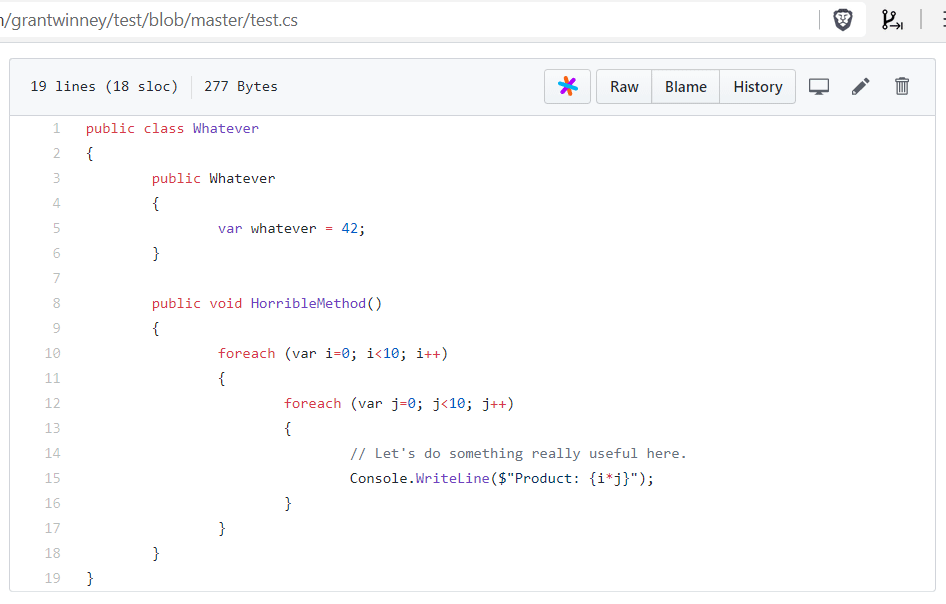 /grantwinney/test/blob/master/test.cs
19 lines (18 sloc) 277 Bytes Raw Blame History
1 public class Whatever
2 {
3 public Whatever
4 {
5 var whatever = 42;
6 }
7
8 public void HorribleMethod()
9 {
10 foreach (var i=0; i<10; i++)
11 {
12 foreach (var j=0; j<10; j++)
13 {
14 // Let's do something really useful here.
15 Console.WriteLine($"Product: {i*j}");
16 }
17 }
18 }
19 }